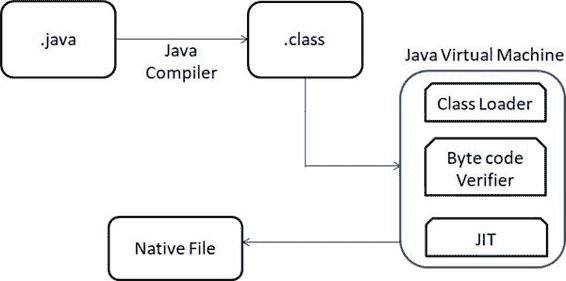 .java
Java
Compiler
.class
Java Virtual Machine
Class Loader
Byte code
Verifier
JIT
Native File